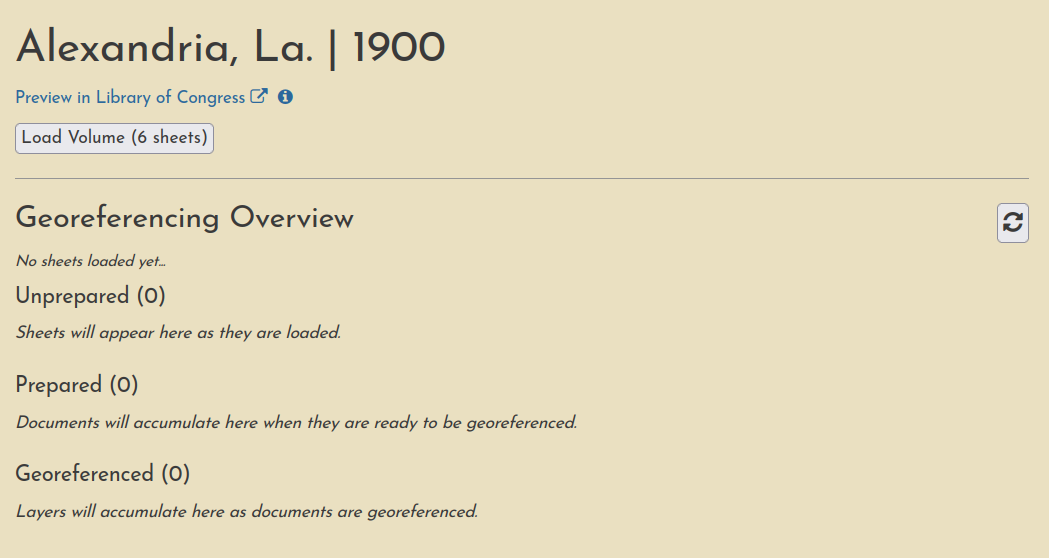 Alexandria, La. | 1900
Preview in Library of Congress
Load Volume (6 sheets)
Georeferencing Overview
No sheets loaded yet...
Unprepared (0)
Sheets will appear here as they are loaded.
Prepared (0)
Documents will accumulate here when they are ready to be georeferenced.
Georeferenced (0)
Layers will accumulate here as documents are georeferenced.